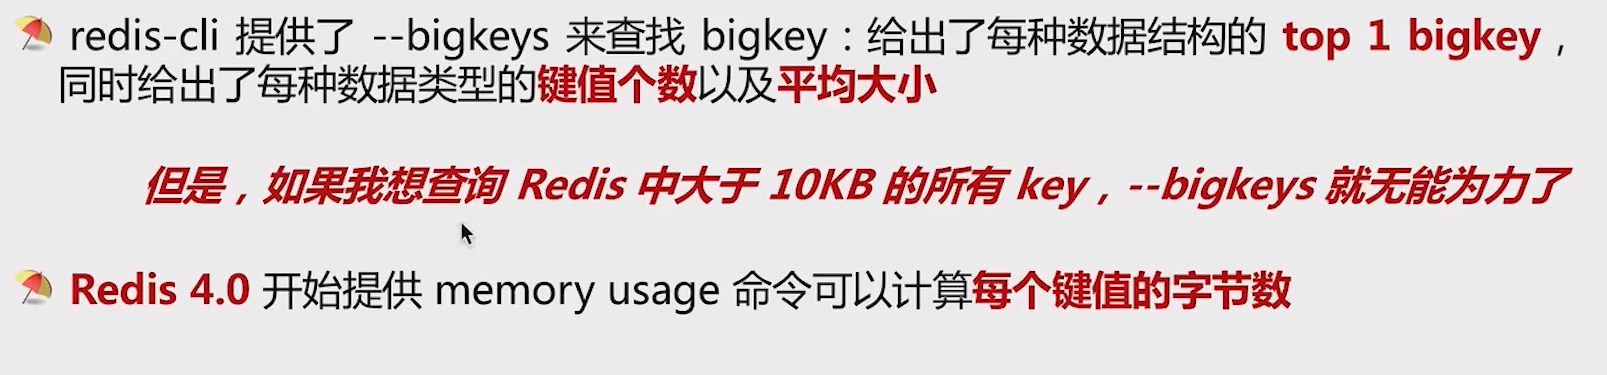 redis-cli 提供了 --bigkeys 来查找 bigkey：给出了每种数据结构的 top 1 bigkey，
同时给出了每种数据类型的键值个数以及平均大小
但是，如果我想查询 Redis 中大于 10KB 的所有 key，--bigkeys 就无能为力了
Redis 4.0 开始提供 memory usage 命令可以计算每个键值的字节数